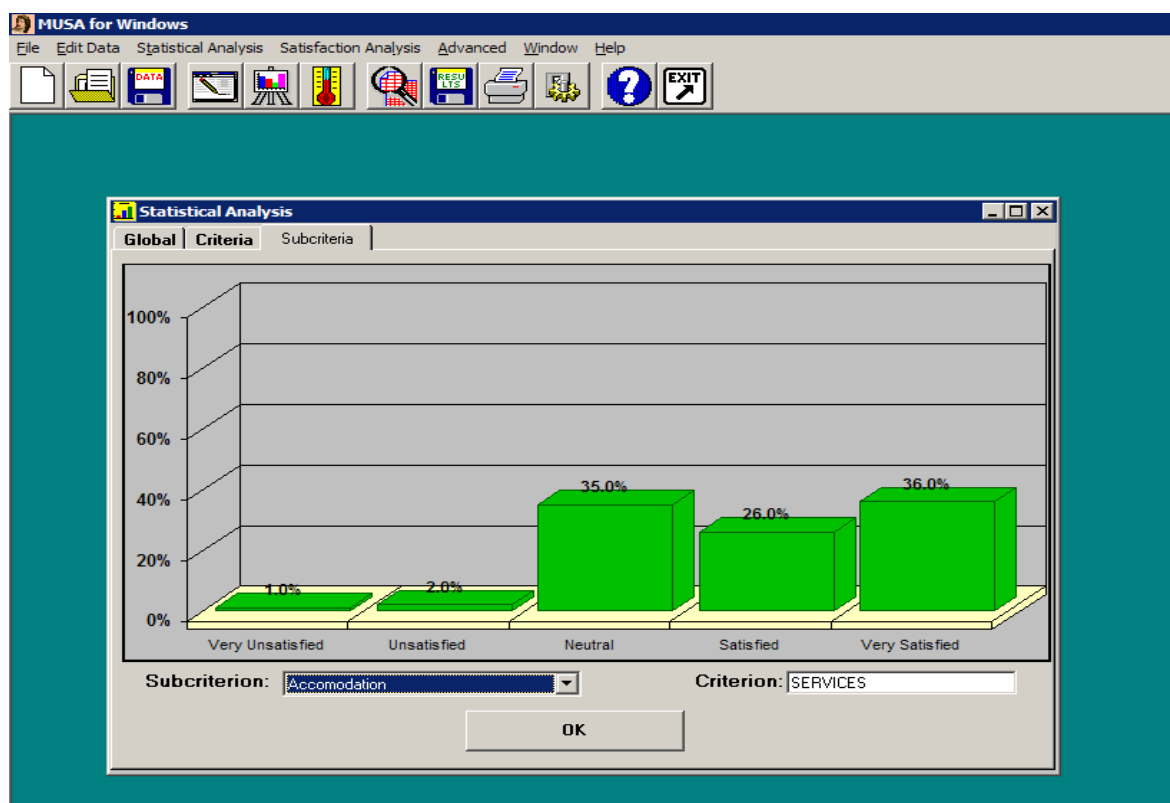 MUSA for Windows
File Edit Data Statistical Analysis Satisfaction Analysis Advanced Window Help
DATA RESU LTS ? EXIT
Statistical Analysis
Global Criteria Subcriteria
100%
80%
60%
40%
20%
0%
1.0% 2.0% 35.0% 26.0% 36.0%
Very Unsatisfied Unsatisfied Neutral Satisfied Very Satisfied
Subcriterion: Accomodation Criterion: SERVICES
OK